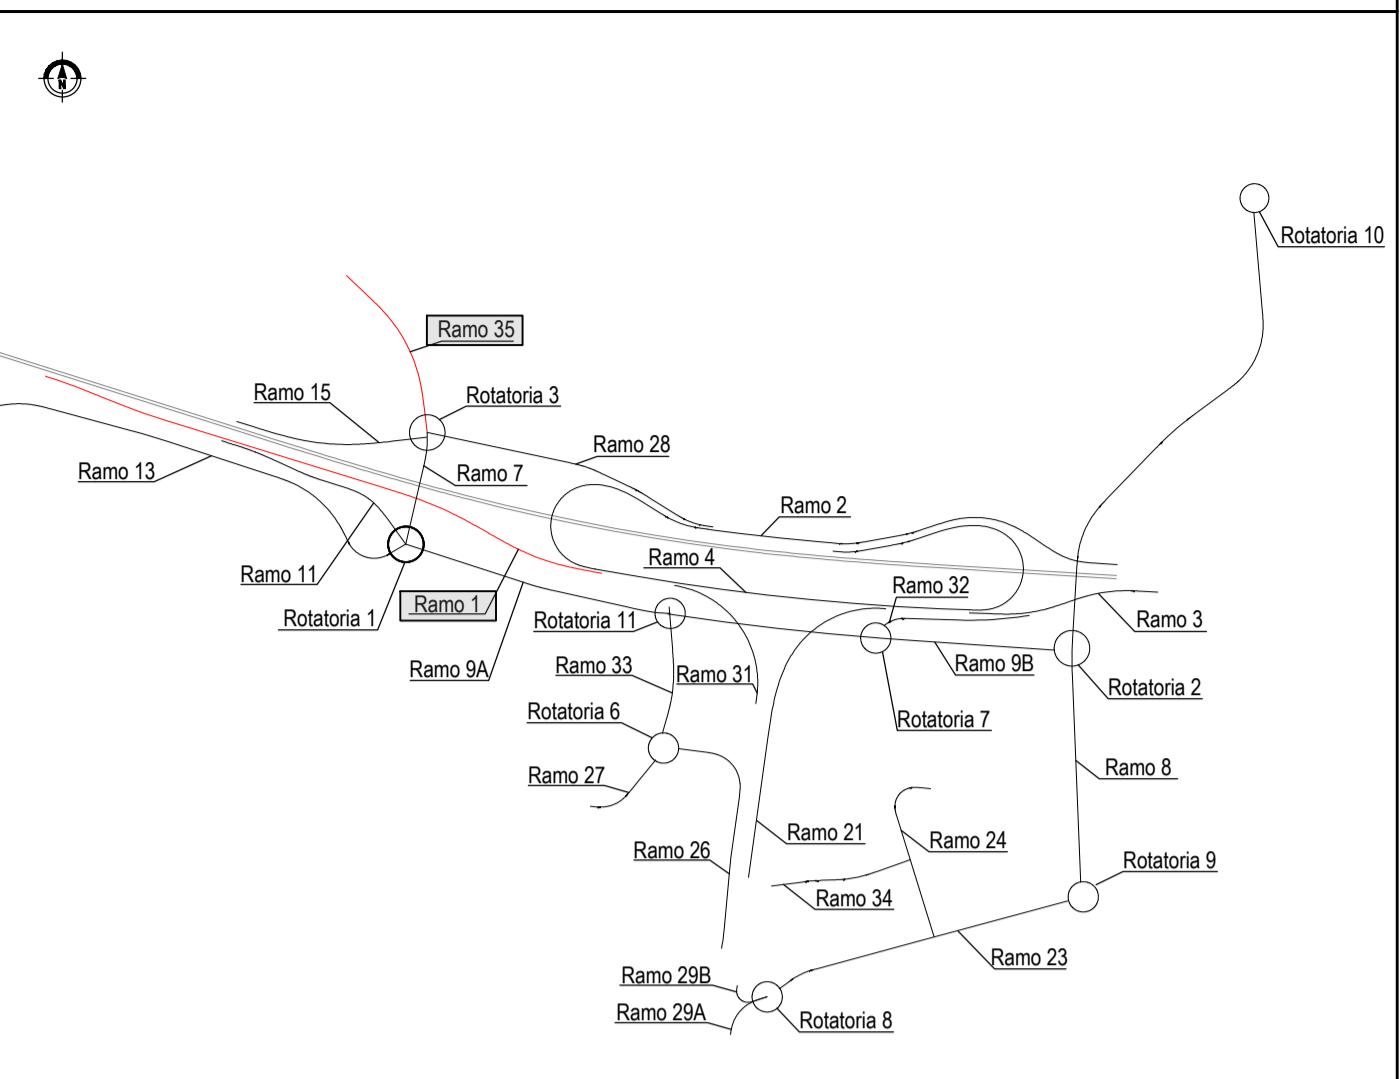 N
Rotatoria 10
Ramo 35
Ramo 15
Rotatoria 3
Ramo 28
Ramo 13
Ramo 7
Ramo 2
Ramo 4
Ramo 11
Ramo 32
Ramo 1
Rotatoria 1
Rotatoria 11
Ramo 3
Ramo 9A
Ramo 33
Ramo 31
Ramo 9B
Rotatoria 2
Rotatoria 6
Rotatoria 7
Ramo 27
Ramo 8
Ramo 21
Ramo 24
Ramo 26
Rotatoria 9
Ramo 34
Ramo 23
Ramo 29B
Ramo 29A
Rotatoria 8